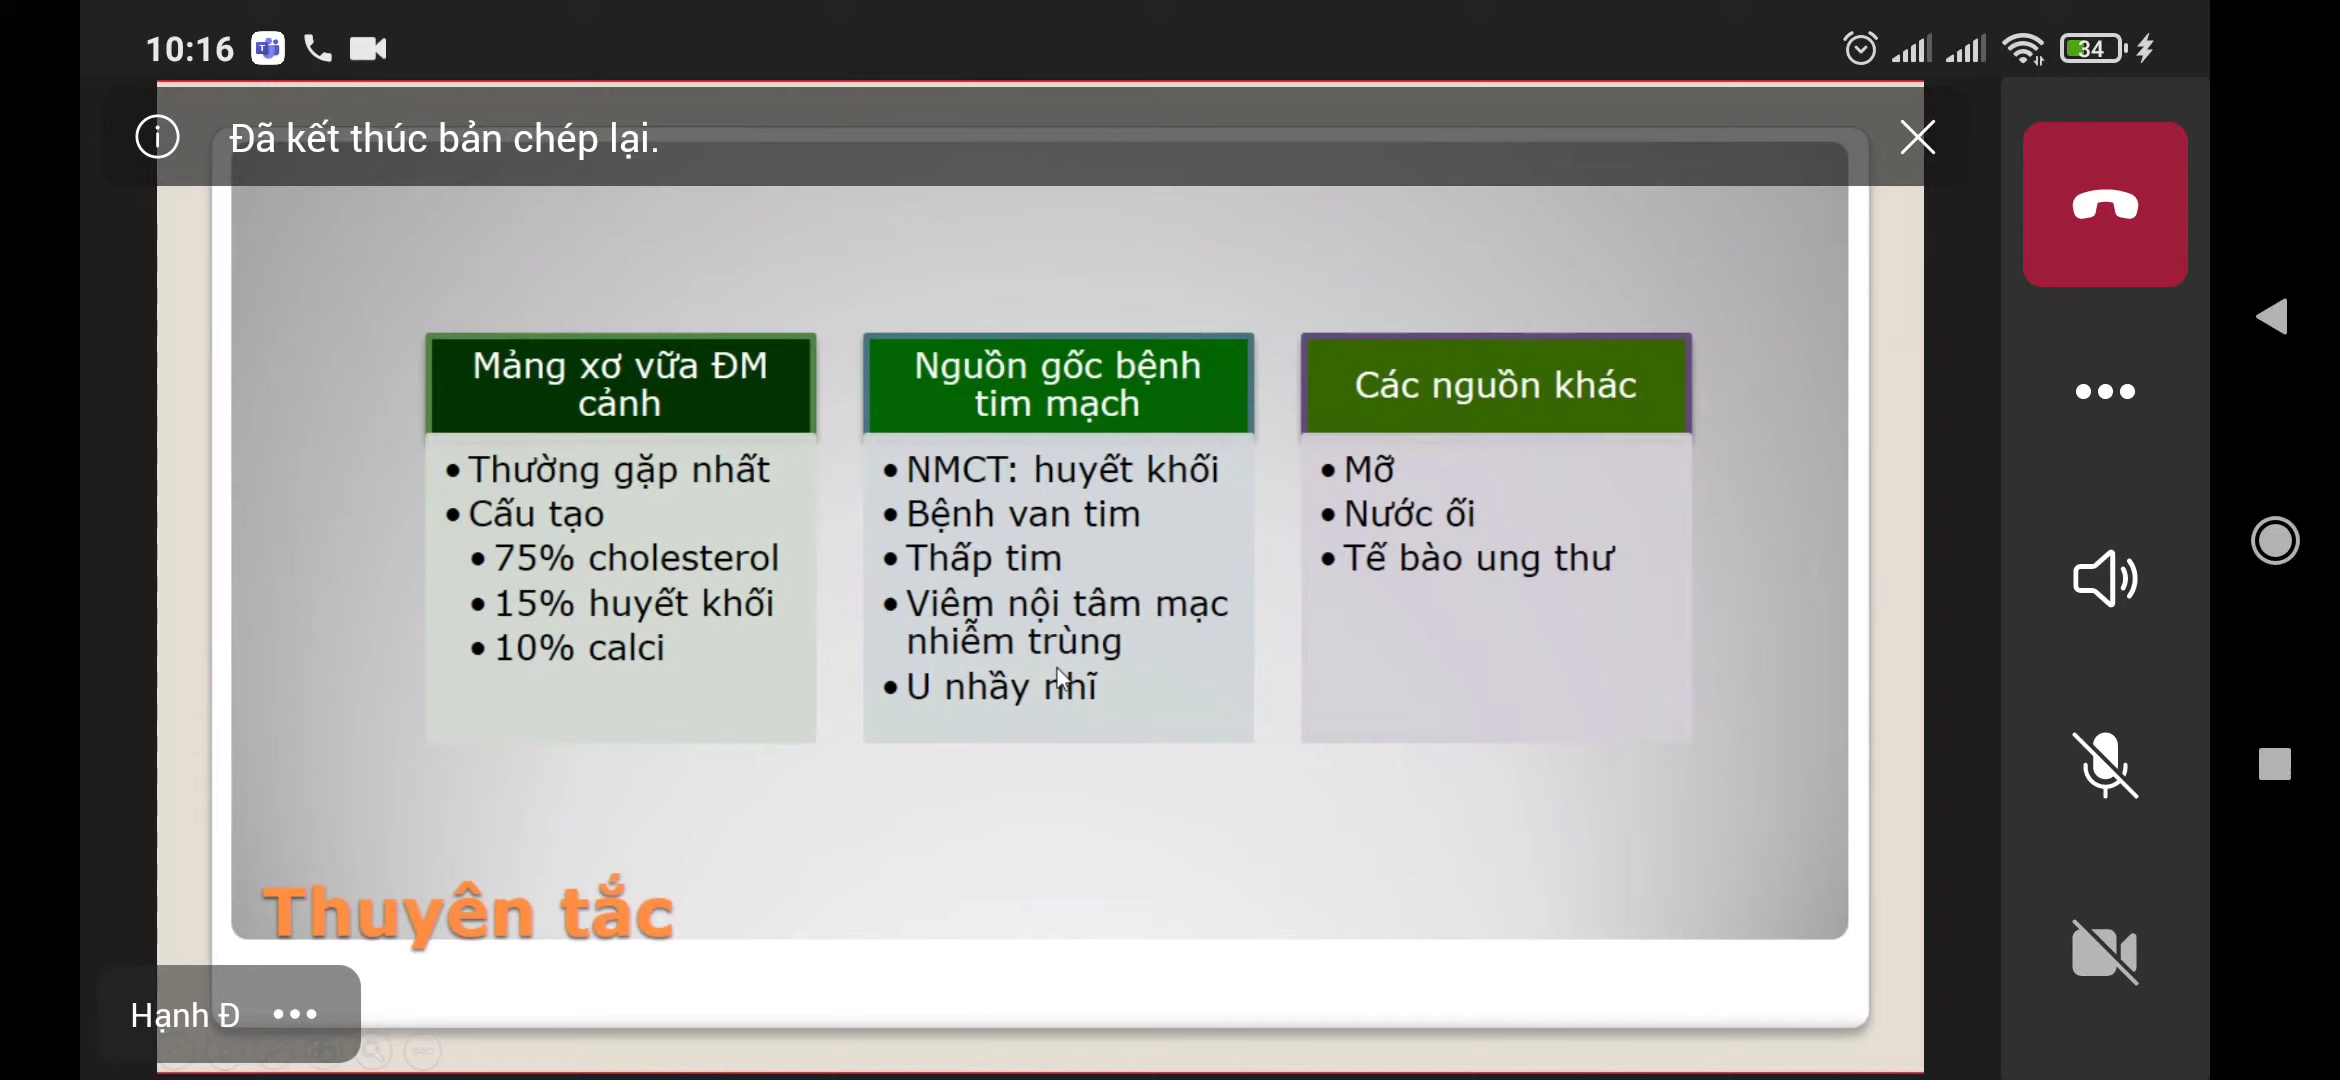 10:16
34
Đã kết thúc bản chép lại.
Mảng xơ vữa ĐM
cảnh
• Thường gặp nhất
• Cấu tạo
• 75% cholesterol
• 15% huyết khối
• 10% calci
Nguồn gốc bệnh
tim mạch
• NMCT: huyết khối
• Bệnh van tim
• Thấp tim
• Viêm nội tâm mạc
nhiễm trùng
• U nhầy nhĩ
Các nguồn khác
• Mỡ
• Nước ối
• Tế bào ung thư
Thuyên tắc
Hạnh Đ